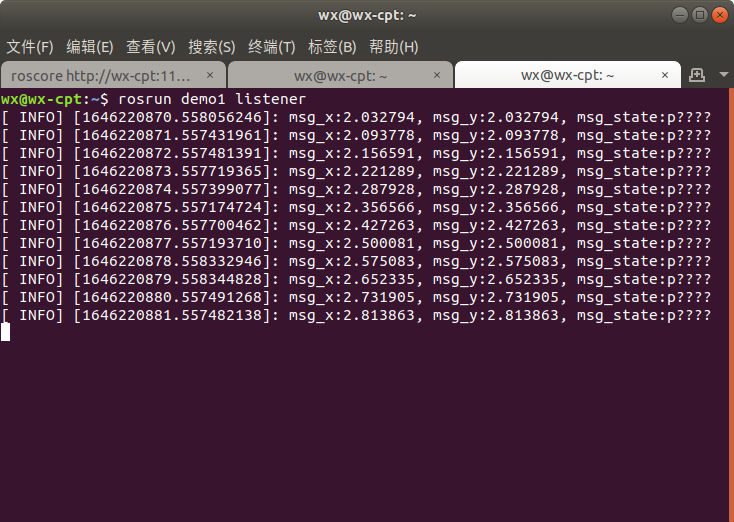 wx@wx-cpt: ~
文件(F) 编辑(E) 查看(V) 搜索(S) 终端(T) 标签(B) 帮助(H)
roscore http://wx-cpt:11... × wx@wx-cpt: ~ × wx@wx-cpt: ~ ×
wx@wx-cpt:~$ rosrun demo1 listener
[ INFO] [1646220870.558056246]: msg_x:2.032794, msg_y:2.032794, msg_state:p????
[ INFO] [1646220871.557431961]: msg_x:2.093778, msg_y:2.093778, msg_state:p????
[ INFO] [1646220872.557481391]: msg_x:2.156591, msg_y:2.156591, msg_state:p????
[ INFO] [1646220873.557719365]: msg_x:2.221289, msg_y:2.221289, msg_state:p????
[ INFO] [1646220874.557399077]: msg_x:2.287928, msg_y:2.287928, msg_state:p????
[ INFO] [1646220875.557174724]: msg_x:2.356566, msg_y:2.356566, msg_state:p????
[ INFO] [1646220876.557700462]: msg_x:2.427263, msg_y:2.427263, msg_state:p????
[ INFO] [1646220877.557193710]: msg_x:2.500081, msg_y:2.500081, msg_state:p????
[ INFO] [1646220878.558332946]: msg_x:2.575083, msg_y:2.575083, msg_state:p????
[ INFO] [1646220879.558344828]: msg_x:2.652335, msg_y:2.652335, msg_state:p????
[ INFO] [1646220880.557491268]: msg_x:2.731905, msg_y:2.731905, msg_state:p????
[ INFO] [1646220881.557482138]: msg_x:2.813863, msg_y:2.813863, msg_state:p????